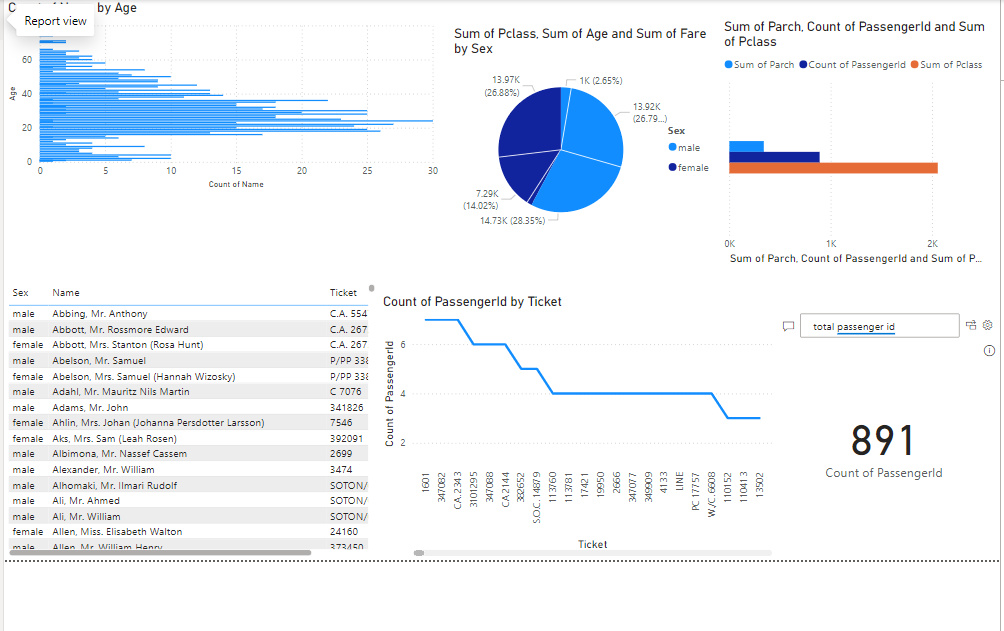 C
by Age
Report view
60
40
20
0
Age
0
5
10
15
20
25
30
Count of Name
Sum of Pclass, Sum of Age and Sum of Fare
by Sex
13.97K
(26.88%)
1K (2.65%)
13.92K
(26.79...)
7.29K
(14.02%)
14.73K (28.35%)
Sex
male
female
Sum of Parch, Count of PassengerId and Sum
of Pclass
Sum of Parch Count of PassengerId Sum of Pclass
0K
1K
2K
Sum of Parch, Count of PassengerId and Sum of P...
Sex Name Ticket
male Abbing, Mr. Anthony C.A. 554
male Abbott, Mr. Rossmore Edward C.A. 267
female Abbott, Mrs. Stanton (Rosa Hunt) C.A. 267
male Abelson, Mr. Samuel P/PP 338
female Abelson, Mrs. Samuel (Hannah Wizosky) P/PP 338
male Adahl, Mr. Mauritz Nils Martin C 7076
male Adams, Mr. John 341826
female Ahlin, Mrs. Johan (Johanna Persdotter Larsson) 7546
female Aks, Mrs. Sam (Leah Rosen) 392091
male Albimona, Mr. Nassef Cassem 2699
male Alexander, Mr. William 3474
male Alhomaki, Mr. Ilmari Rudolf SOTON/
male Ali, Mr. Ahmed SOTON/
male Ali, Mr. William SOTON/
female Allen, Miss. Elisabeth Walton 24160
male Allen, Mr. William Henry 373450
Count of PassengerId by Ticket
Count of PassengerId
6
4
2
1601
347082
CA. 2343
3101295
347088
CA 2144
382652
S.O.C. 14879
113760
113781
17421
19950
2666
347077
349909
4133
LINE
PC 17757
W./C. 6608
110152
110413
13502
Ticket
total passenger id
891
Count of PassengerId